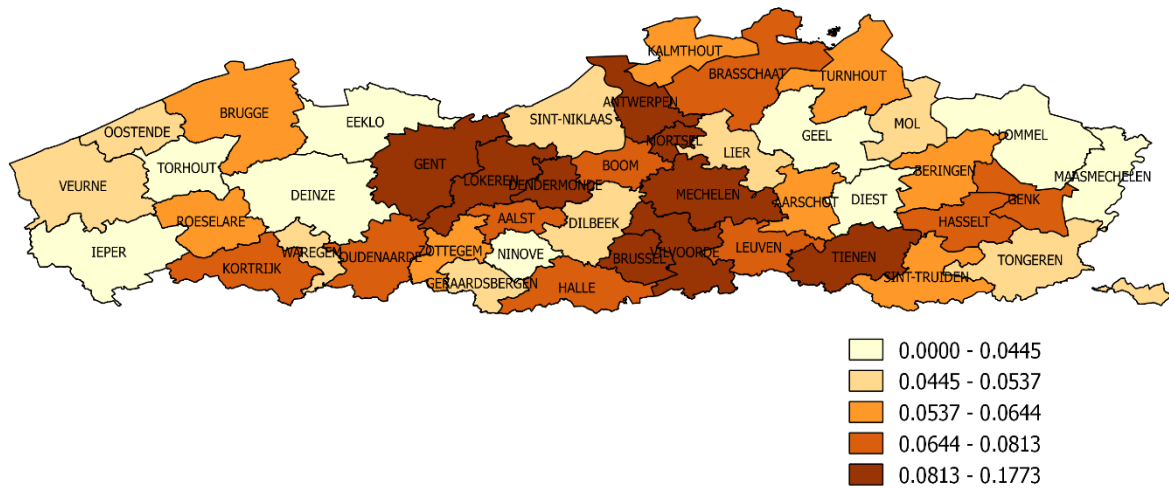 KALMTHOUT
BRASSCHAAT
TURNHOUT
ANTWERPEN
BRUGGE
OOSTENDE
EEKLO
SINT-NIKLAAS
MORTSEL
LIER
GEEL
MOL
LOMMEL
TORHOUT
GENT
BOOM
BERINGEN
MAASMECHELEN
VEURNE
DEINZE
LOKEREN
DENDERMONDE
MECHELEN
AARSCHOT
DIEST
GENK
ROESELARE
AALST
DILBEEK
HASSELT
IEPER
WAREGEM
OUDENAARDE
ZOTTEGEM
NINOVE
BRUSSEL
VILVOORDE
LEUVEN
TIENEN
TONGEREN
KORTRIJK
GERAARDSBERGEN
HALLE
SINT-TRUIDEN
0.0000 - 0.0445
0.0445 - 0.0537
0.0537 - 0.0644
0.0644 - 0.0813
0.0813 - 0.1773